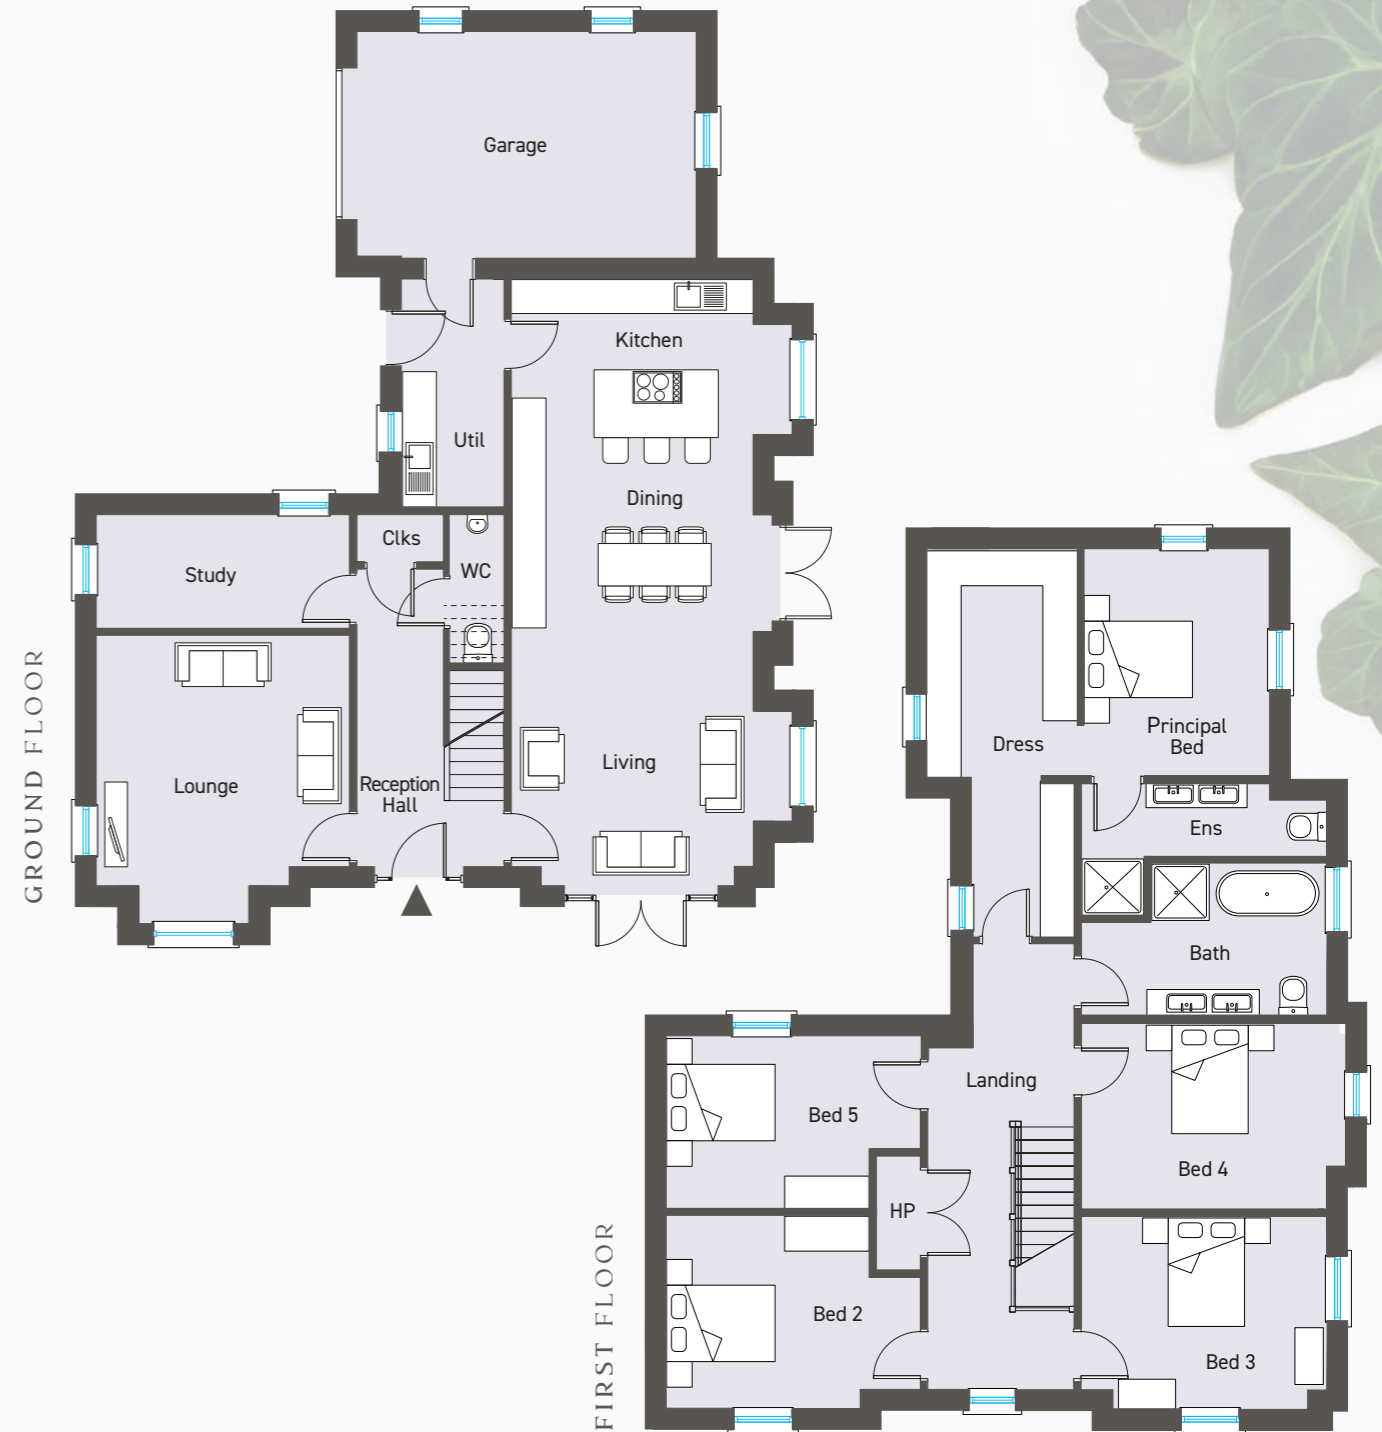 GROUND FLOOR
Garage
Kitchen
Util
Dining
Clks
WC
Study
Living
Lounge
Reception
Hall
FIRST FLOOR
Principal
Bed
Dress
Ens
Bath
Landing
Bed 5
Bed 4
HP
Bed 2
Bed 3